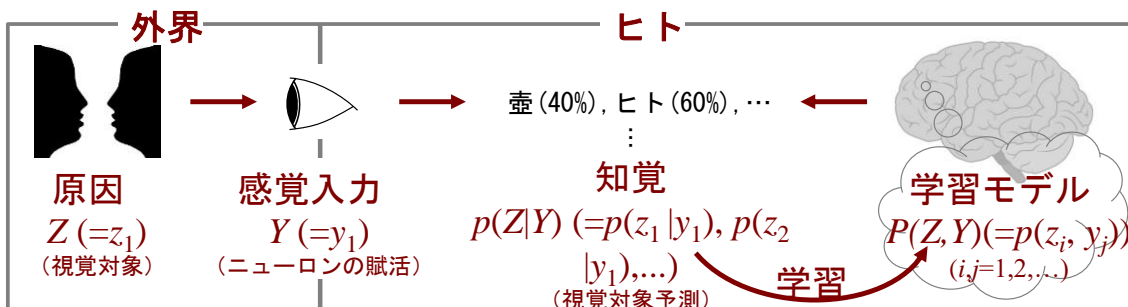 外界
ヒト
壺(40%), ヒト(60%), …
⋮
原因
Z (=z₁)
(視覚対象)
感覚入力
Y (=y₁)
(ニューロンの賦活)
知覚
p(Z|Y) (=p(z₁|y₁), p(z₂
|y₁),...)
(視覚対象予測)
学習
学習モデル
P(Z,Y)(=p(zᵢ, yⱼ))
(i,j=1,2,…)